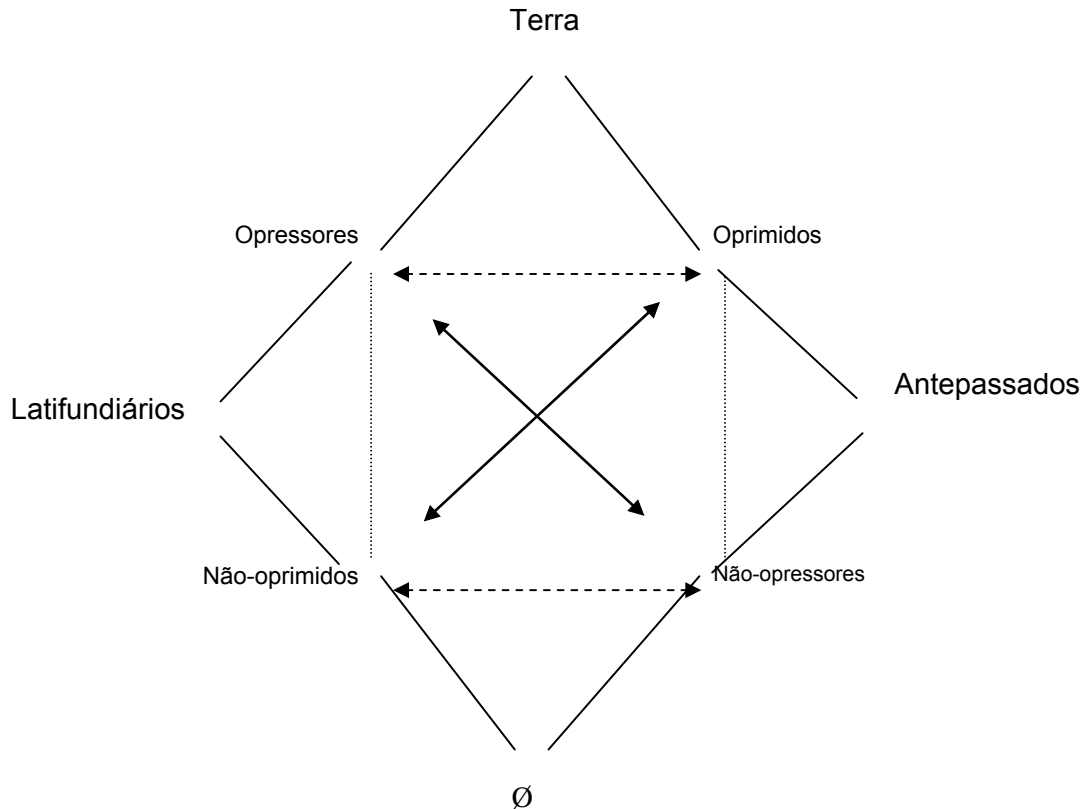 Terra
Opressores
Oprimidos
Latifundiários
Antepassados
Não-oprimidos
Não-opressores
Ø